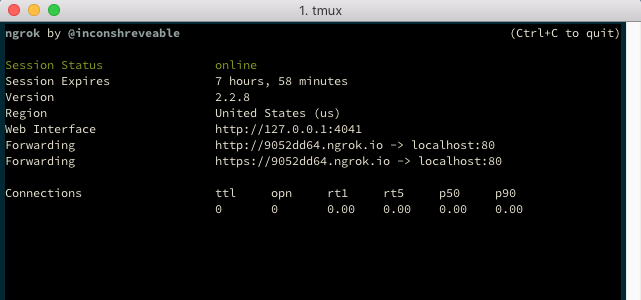 1. tmux
ngrok by @inconshreveable (Ctrl+C to quit)
Session Status online
Session Expires 7 hours, 58 minutes
Version 2.2.8
Region United States (us)
Web Interface http://127.0.0.1:4041
Forwarding http://9052dd64.ngrok.io -> localhost:80
Forwarding https://9052dd64.ngrok.io -> localhost:80
Connections ttl opn rt1 rt5 p50 p90
0 0 0.00 0.00 0.00 0.00